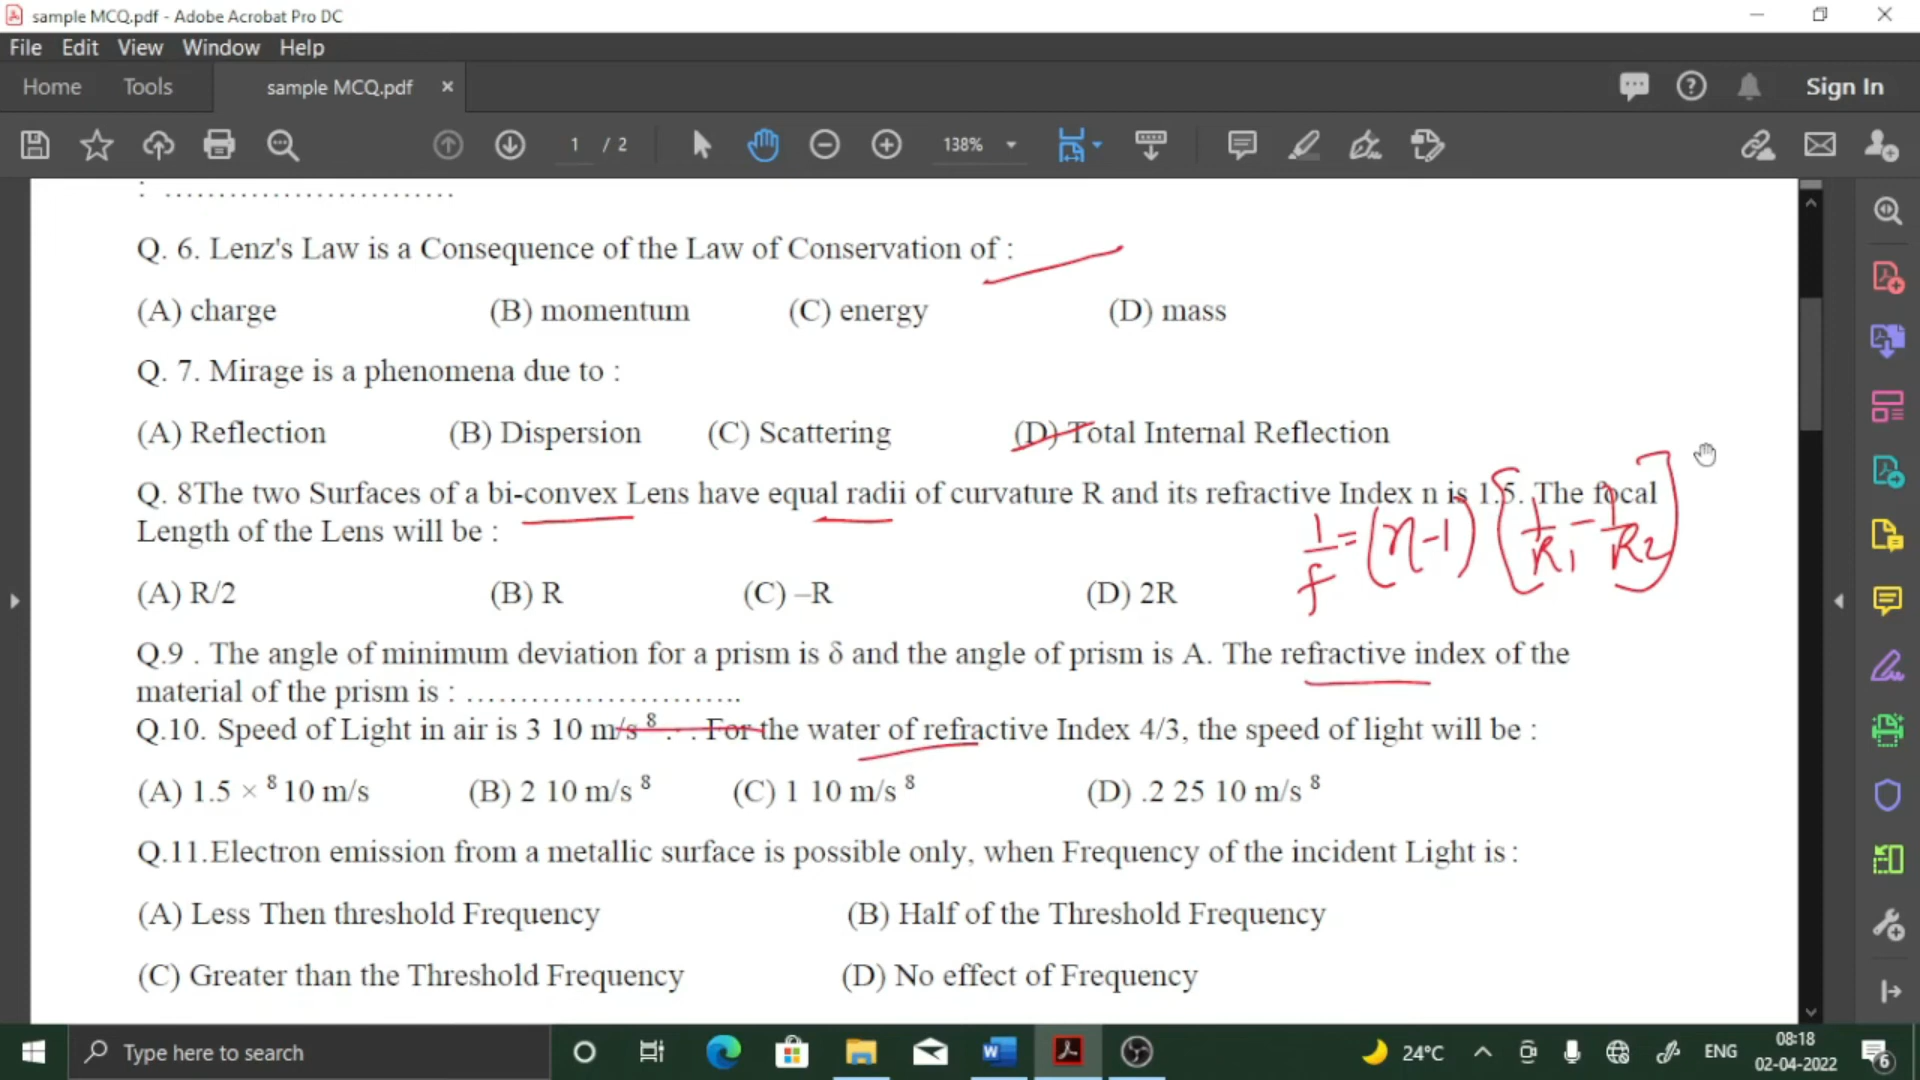 sample MCQ.pdf - Adobe Acrobat Pro DC
File Edit View Window Help
Home Tools sample MCQ.pdf × Sign In
1 / 2 138%
: ………………………
Q. 6. Lenz's Law is a Consequence of the Law of Conservation of :
(A) charge (B) momentum (C) energy (D) mass
Q. 7. Mirage is a phenomena due to :
(A) Reflection (B) Dispersion (C) Scattering (D) Total Internal Reflection
Q. 8The two Surfaces of a bi-convex Lens have equal radii of curvature R and its refractive Index n is 1.5. The focal
Length of the Lens will be :
1/f = (n-1) [1/R1 - 1/R2]
(A) R/2 (B) R (C) –R (D) 2R
Q.9 . The angle of minimum deviation for a prism is δ and the angle of prism is A. The refractive index of the
material of the prism is : ……………………..
Q.10. Speed of Light in air is 3 10 m/s 8 . . For the water of refractive Index 4/3, the speed of light will be :
(A) 1.5 × 8 10 m/s (B) 2 10 m/s 8 (C) 1 10 m/s 8 (D) .2 25 10 m/s 8
Q.11.Electron emission from a metallic surface is possible only, when Frequency of the incident Light is :
(A) Less Then threshold Frequency (B) Half of the Threshold Frequency
(C) Greater than the Threshold Frequency (D) No effect of Frequency
Type here to search 24°C ENG 08:18
02-04-2022 6